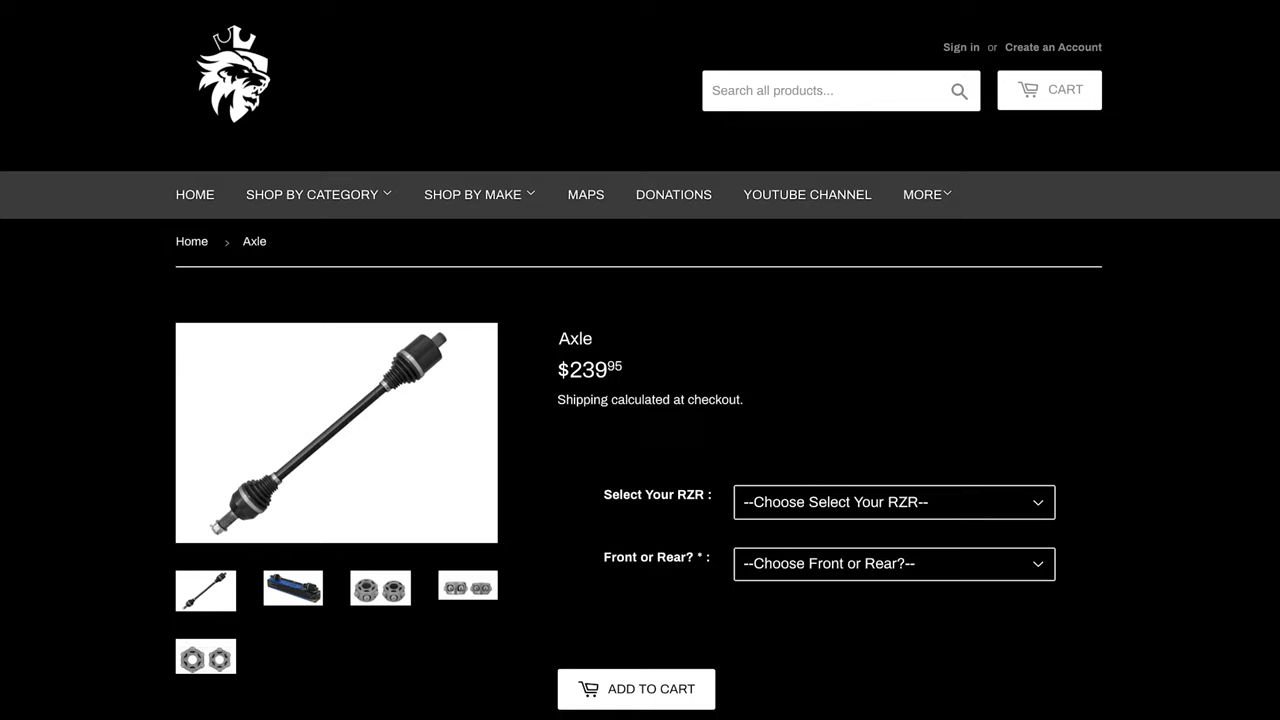 Sign in or Create an Account
Search all products...
CART
HOME SHOP BY CATEGORY SHOP BY MAKE MAPS DONATIONS YOUTUBE CHANNEL MORE
Home › Axle
Axle
$23995
Shipping calculated at checkout.
Select Your RZR :
--Choose Select Your RZR--
Front or Rear? * :
--Choose Front or Rear?--
ADD TO CART